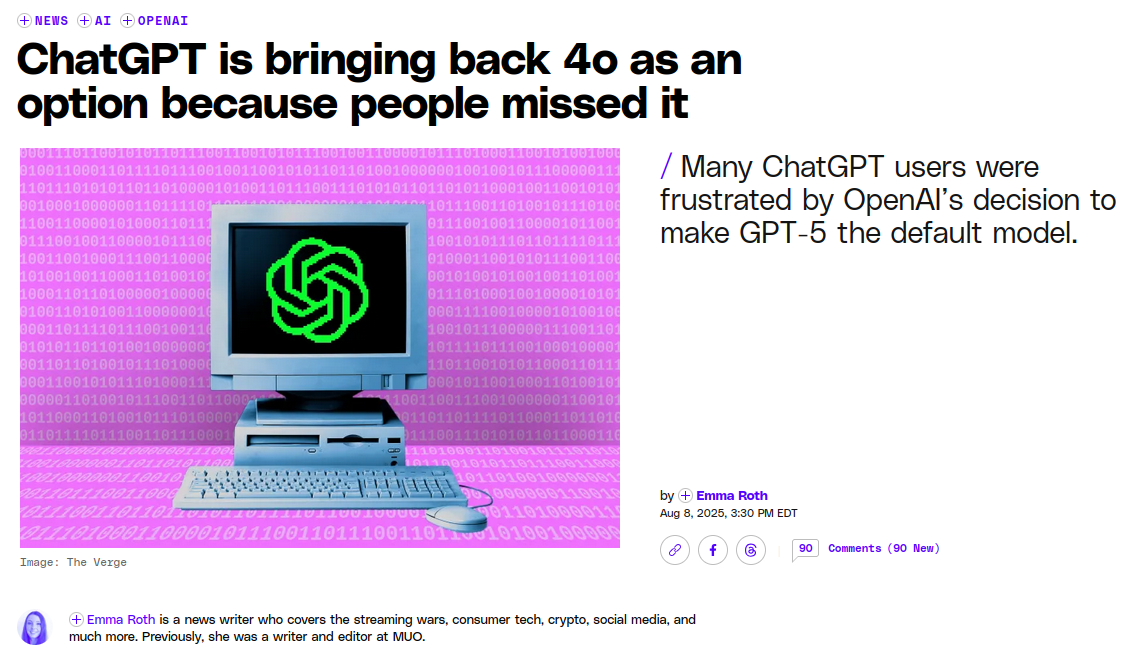 NEWS AI OPENAI
ChatGPT is bringing back 4o as an
option because people missed it
/ Many ChatGPT users were
frustrated by OpenAI's decision to
make GPT-5 the default model.
by Emma Roth
Aug 8, 2025, 3:30 PM EDT
90 Comments (90 New)
Image: The Verge
Emma Roth is a news writer who covers the streaming wars, consumer tech, crypto, social media, and
much more. Previously, she was a writer and editor at MUO.